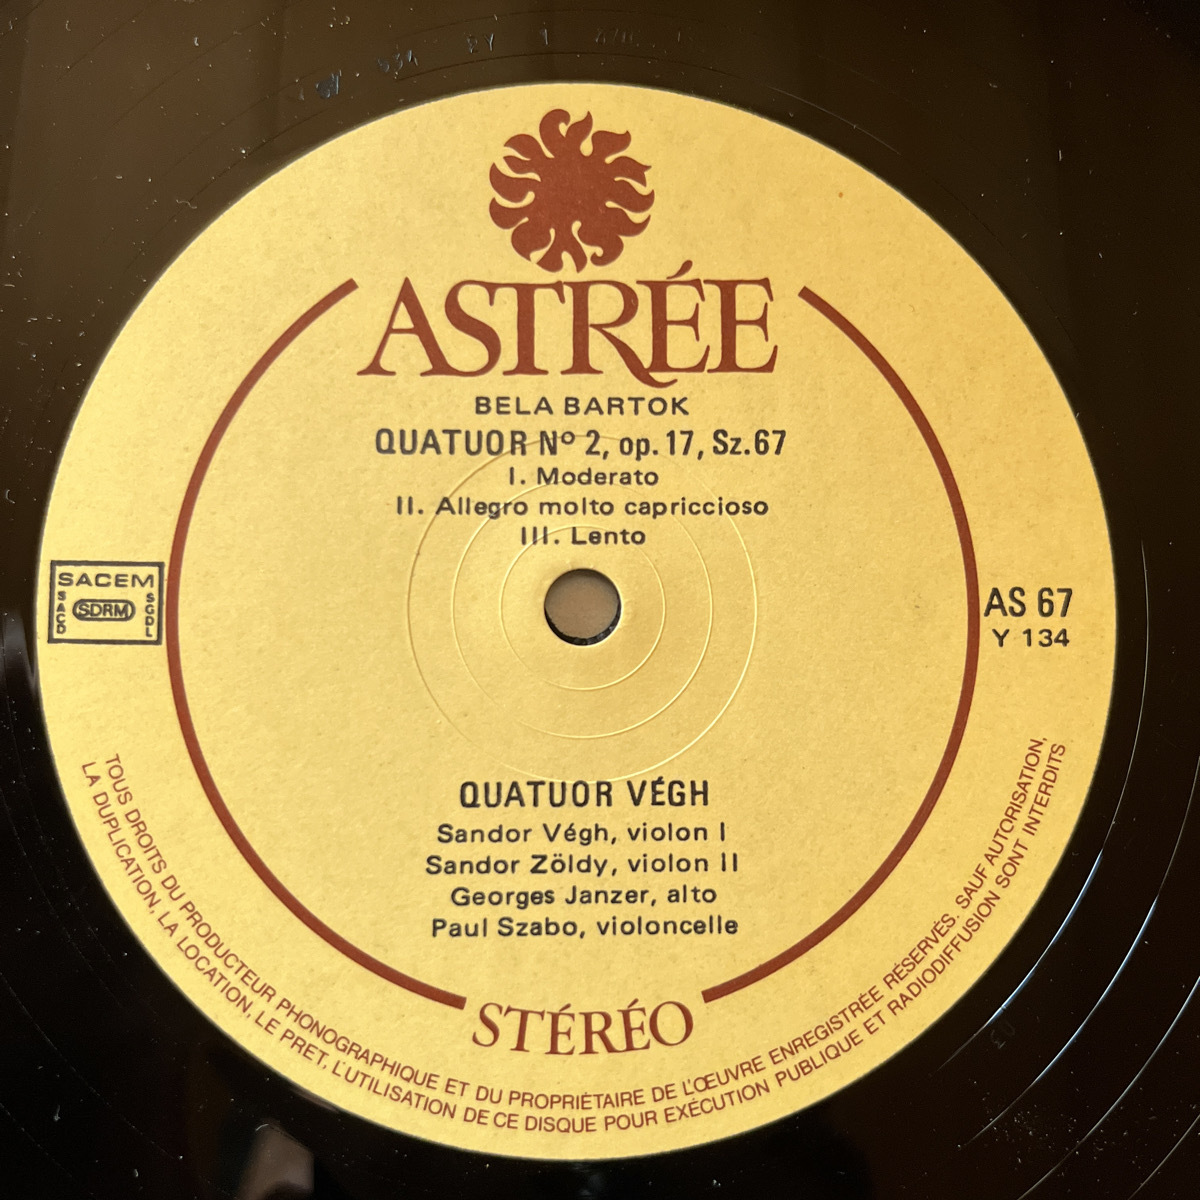 ASTRÉE
BELA BARTOK
QUATUOR Nº 2, op. 17, Sz. 67
I. Moderato
II. Allegro molto capriccioso
III. Lento
SACEM
SACD
SDRM
SGDL
AS 67
Y 134
QUATUOR VÉGH
Sandor Végh, violon I
Sandor Zöldy, violon II
Georges Janzer, alto
Paul Szabo, violoncelle
STÉRÉO
TOUS DROITS DU PRODUCTEUR PHONOGRAPHIQUE ET DU PROPRIÉTAIRE DE L'ŒUVRE ENREGISTRÉE RÉSERVÉS. SAUF AUTORISATION,
LA DUPLICATION, LA LOCATION, LE PRET, L'UTILISATION DE CE DISQUE POUR EXÉCUTION PUBLIQUE ET RADIODIFFUSION SONT INTERDITS